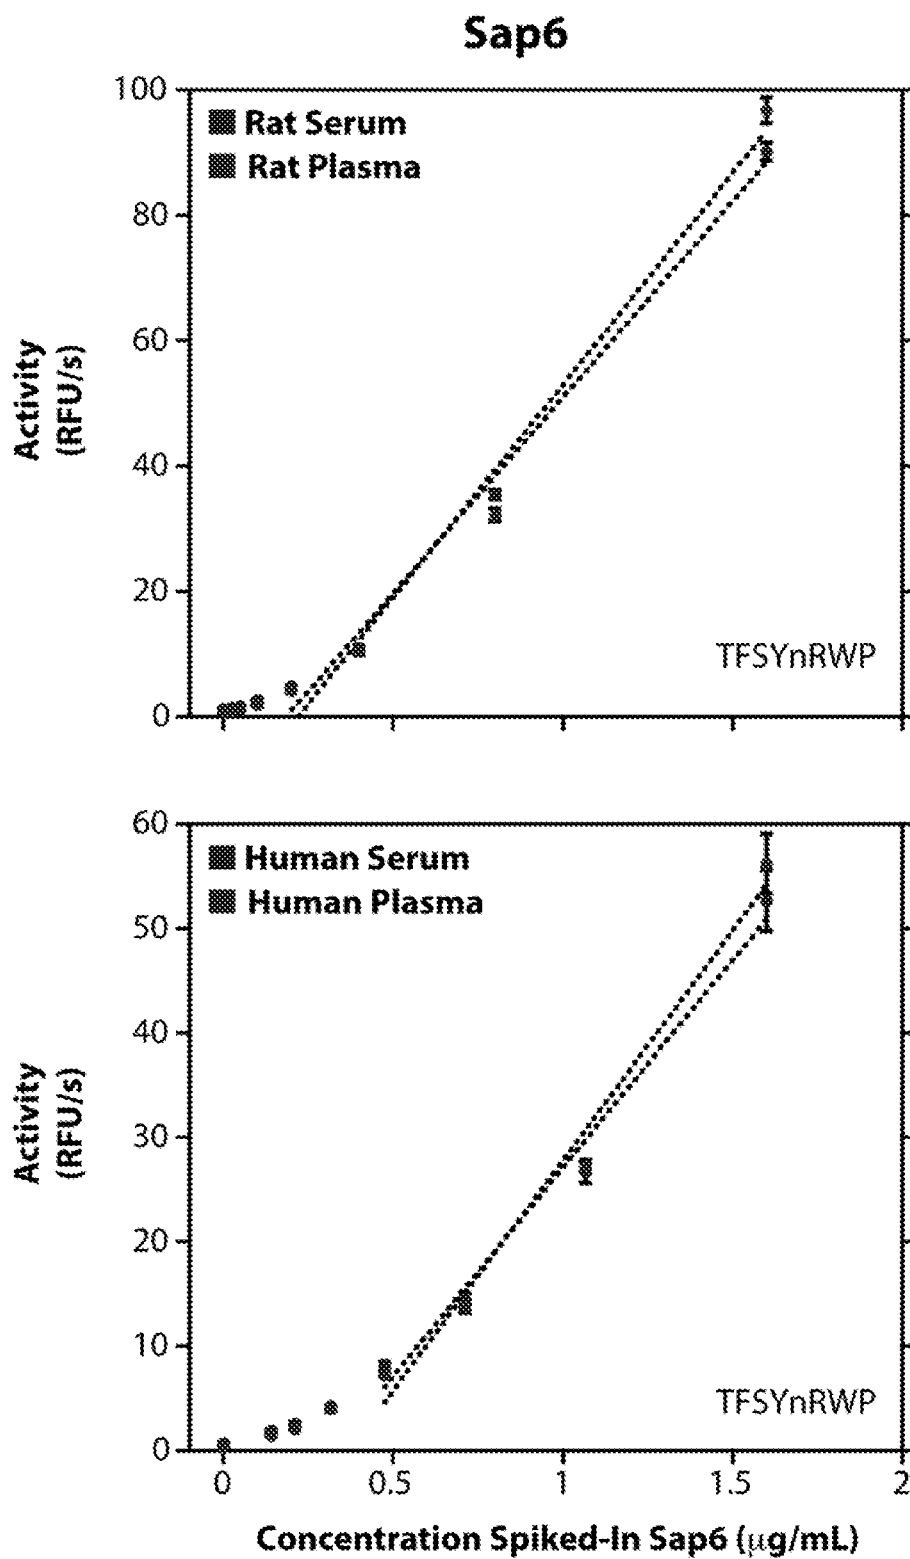 Sap6
100
80
60
40
20
0
Activity
(RFU/s)
Rat Serum
Rat Plasma
TFSYnRWP
60
50
40
30
20
10
0
Activity
(RFU/s)
Human Serum
Human Plasma
TFSYnRWP
0 0.5 1 1.5 2
Concentration Spiked-In Sap6 (μg/mL)